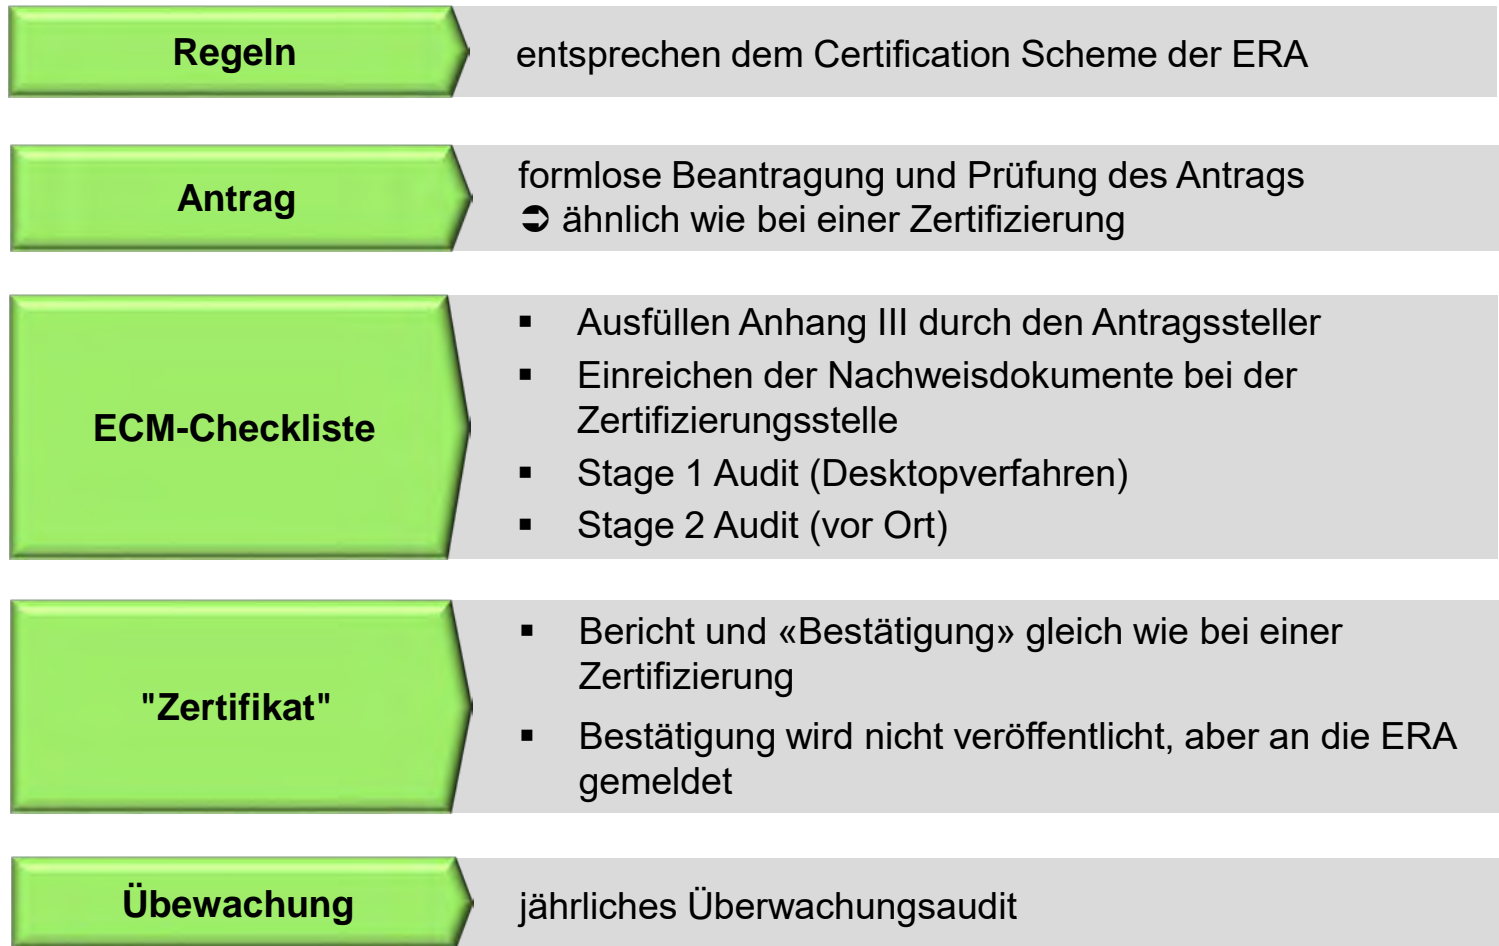 Regeln
entsprechen dem Certification Scheme der ERA
Antrag
formlose Beantragung und Prüfung des Antrags
➲ ähnlich wie bei einer Zertifizierung
ECM-Checkliste
▪ Ausfüllen Anhang III durch den Antragssteller
▪ Einreichen der Nachweisdokumente bei der
Zertifizierungsstelle
▪ Stage 1 Audit (Desktopverfahren)
▪ Stage 2 Audit (vor Ort)
"Zertifikat"
▪ Bericht und «Bestätigung» gleich wie bei einer
Zertifizierung
▪ Bestätigung wird nicht veröffentlicht, aber an die ERA
gemeldet
Übewachung
jährliches Überwachungsaudit